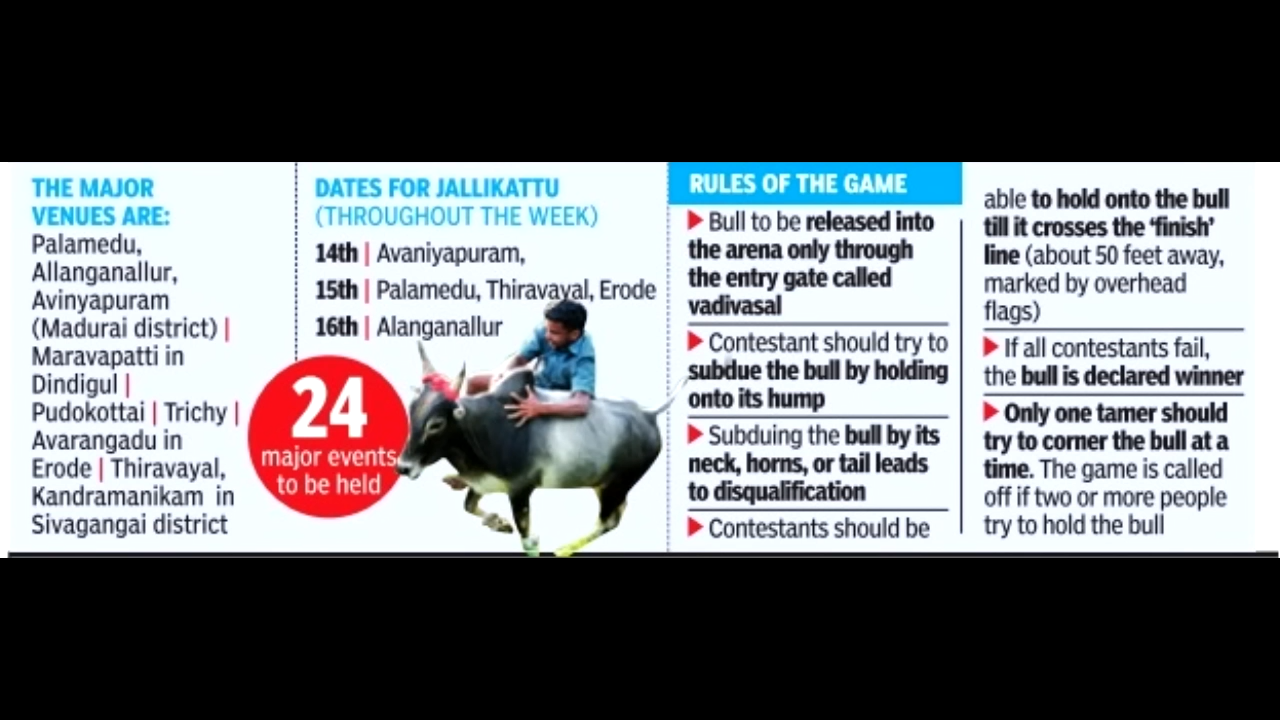 THE MAJOR
VENUES ARE:
Palamedu,
Allanganallur,
Avinyapuram
(Madurai district) |
Maravapatti in
Dindigul |
Pudokottai | Trichy |
Avarangadu in
Erode | Thiravayal,
Kandramanikam in
Sivagangai district
DATES FOR JALLIKATTU
(THROUGHOUT THE WEEK)
14th | Avaniyapuram,
15th | Palamedu, Thiravayal, Erode
16th | Alanganallur
24
major events
to be held
RULES OF THE GAME
Bull to be released into
the arena only through
the entry gate called
vadivasal
Contestant should try to
subdue the bull by holding
onto its hump
Subduing the bull by its
neck, horns, or tail leads
to disqualification
Contestants should be
able to hold onto the bull
till it crosses the ‘finish’
line (about 50 feet away,
marked by overhead
flags)
If all contestants fail,
the bull is declared winner
Only one tamer should
try to corner the bull at a
time. The game is called
off if two or more people
try to hold the bull